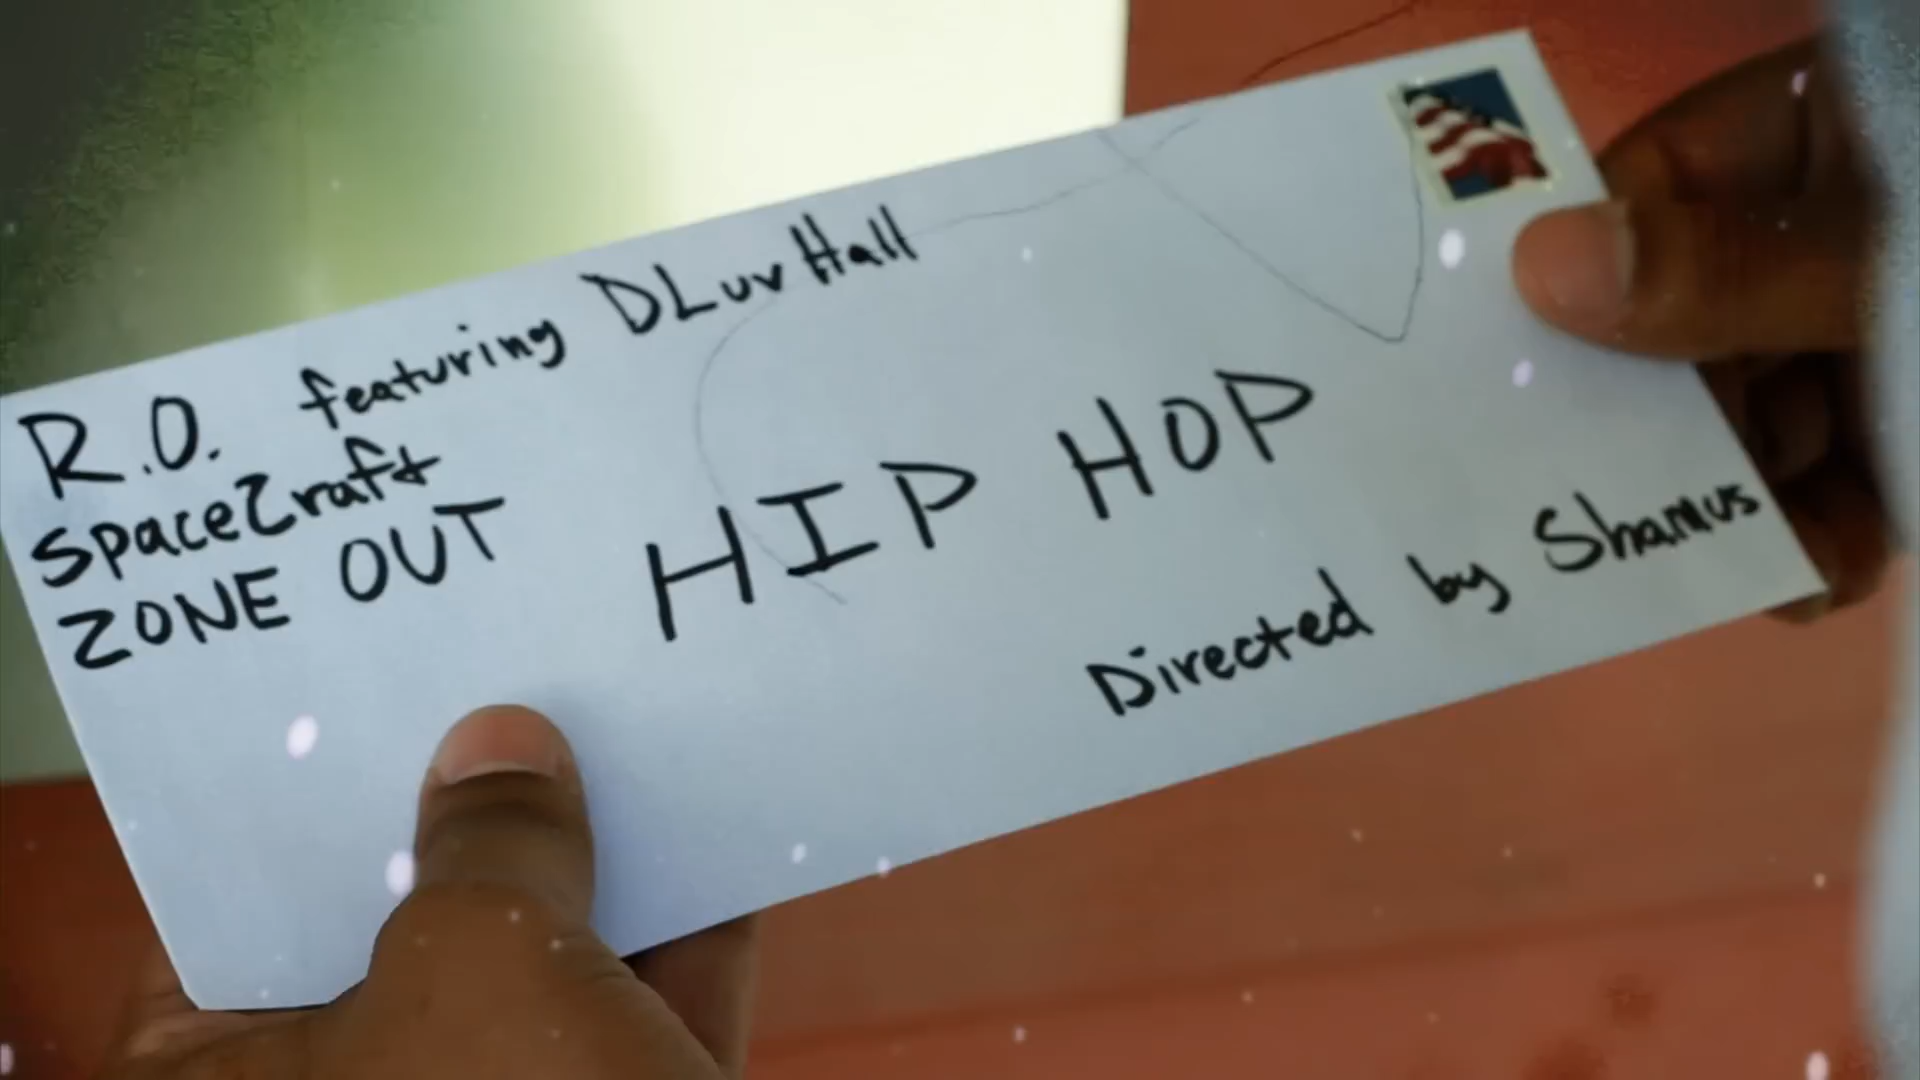 R.O. featuring DLuvHall
SpaceCraft
ZONE OUT
HIP HOP
Directed by Shamus